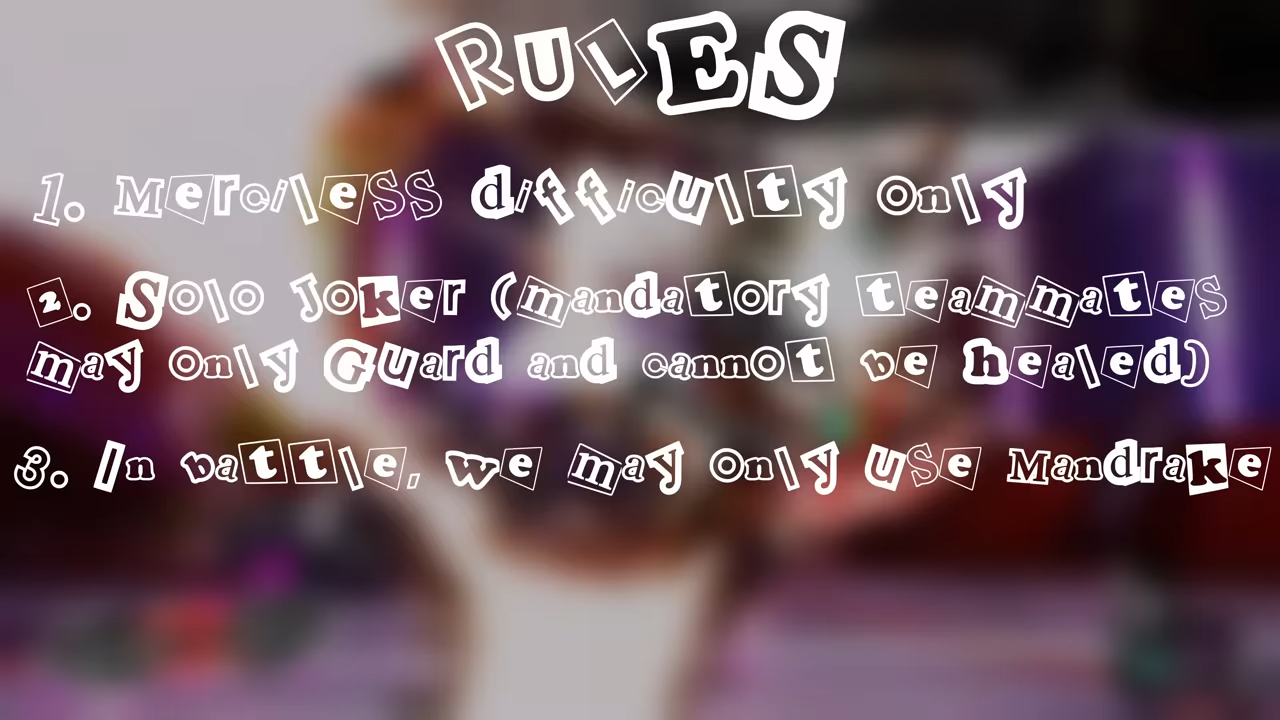 RULES
1. Merciless difficulty only
2. Solo Joker (mandatory teammates
may only Guard and cannot be healed)
3. In battle, we may only use Mandrake